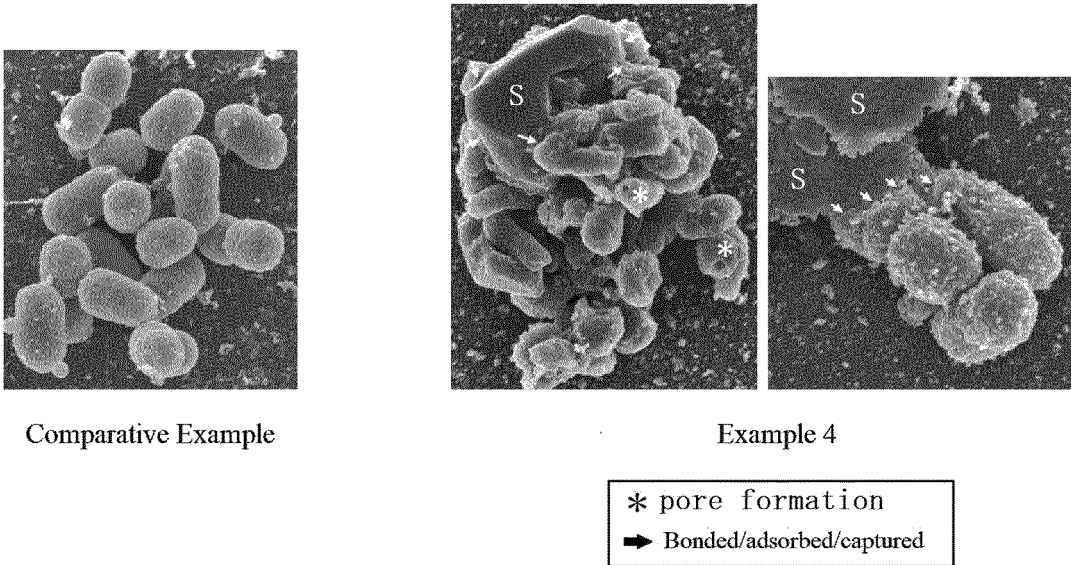 S
S
S
*
*
Comparative Example
Example 4
* pore formation
➡ Bonded/adsorbed/captured